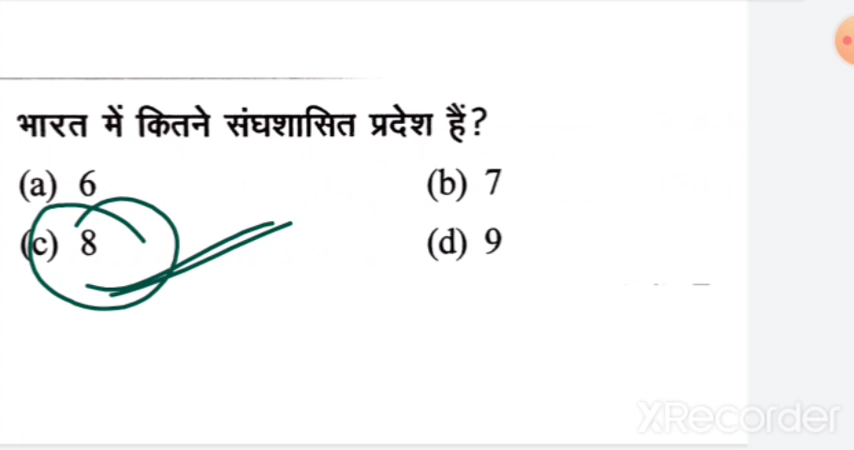 भारत में कितने संघशासित प्रदेश हैं?
(a) 6 (b) 7
(c) 8 (d) 9
XRecorder